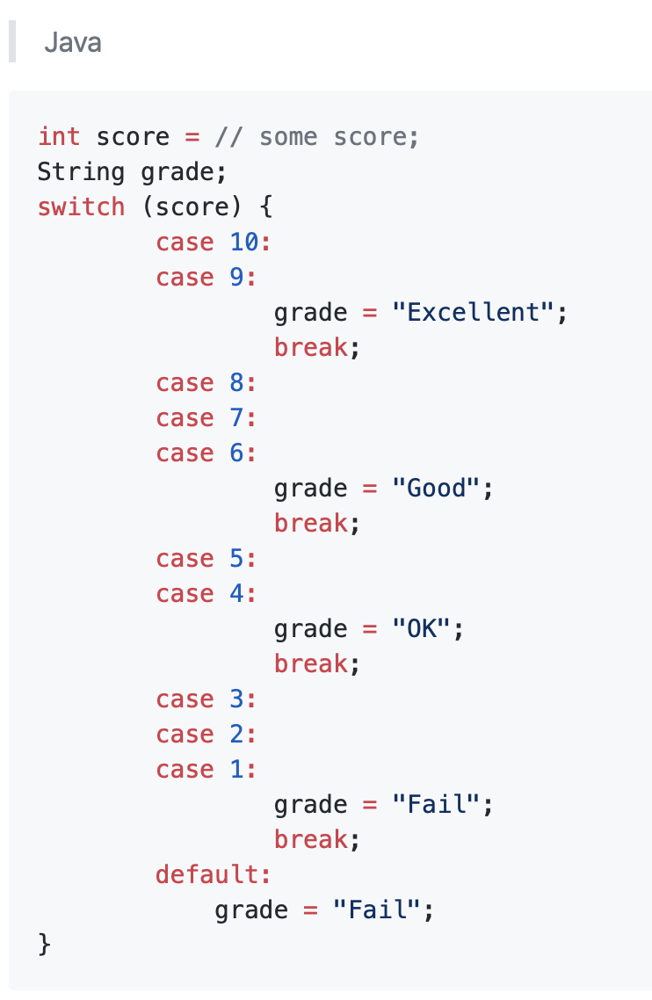 Java
int score = // some score;
String grade;
switch (score) {
case 10:
case 9:
grade = "Excellent";
break;
case 8:
case 7:
case 6:
grade = "Good";
break;
case 5:
case 4:
grade = "OK";
break;
case 3:
case 2:
case 1:
grade = "Fail";
break;
default:
grade = "Fail";
}